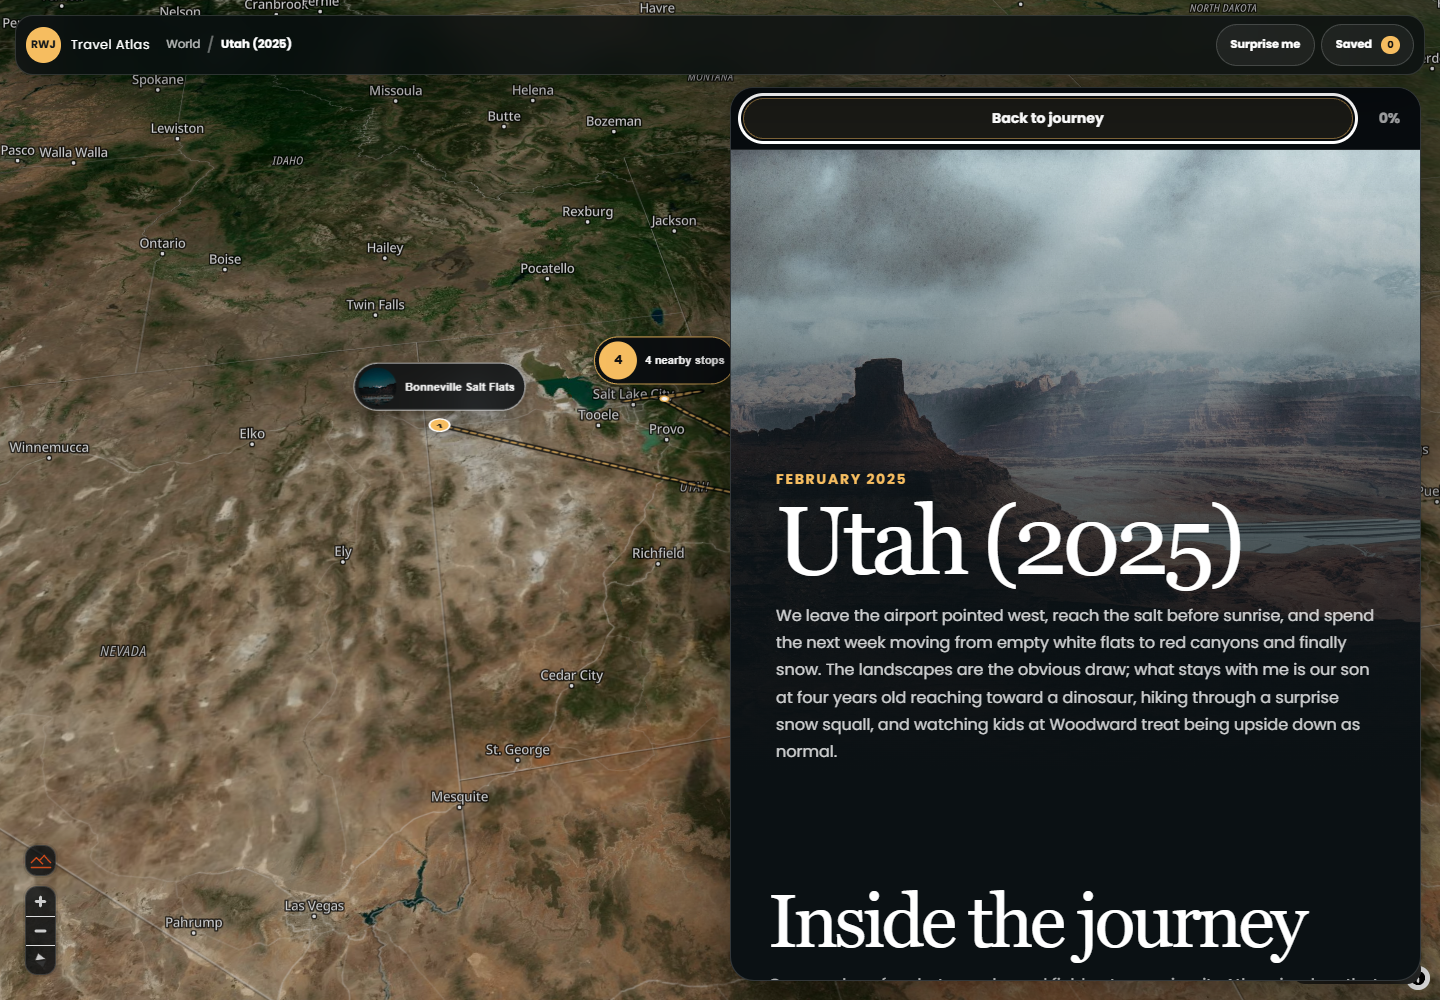 Nelson
Cranbrook
Fernie
Havre
NORTH DAKOTA
RWJ
Travel Atlas
World / Utah (2025)
Surprise me
Saved 0
MONTANA
Spokane
Missoula
Helena
Butte
Bozeman
Lewiston
Pasco
Walla Walla
IDAHO
Rexburg
Jackson
Ontario
Boise
Hailey
Pocatello
Twin Falls
4
4 nearby stops
Bonneville Salt Flats
Salt Lake City
Tooele
Provo
Elko
Winnemucca
UTAH
Ely
Richfield
NEVADA
Cedar City
St. George
Mesquite
Las Vegas
Pahrump
Back to journey
0%
FEBRUARY 2025
Utah (2025)
We leave the airport pointed west, reach the salt before sunrise, and spend
the next week moving from empty white flats to red canyons and finally
snow. The landscapes are the obvious draw; what stays with me is our son
at four years old reaching toward a dinosaur, hiking through a surprise
snow squall, and watching kids at Woodward treat being upside down as
normal.
Inside the journey